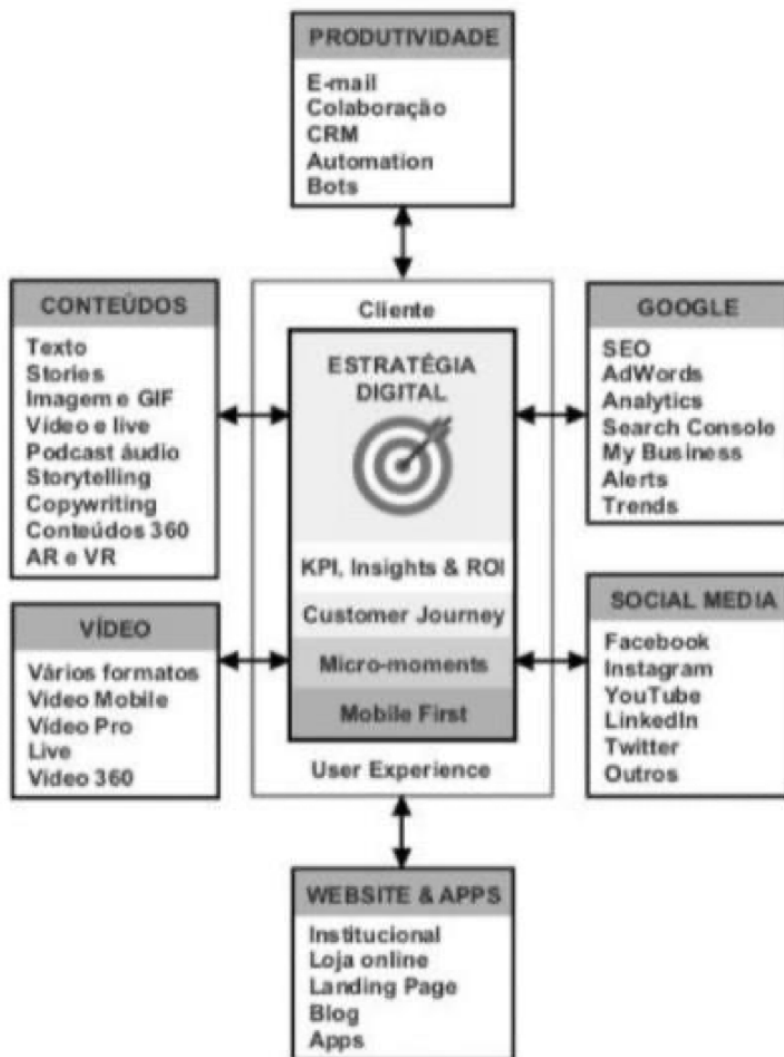 PRODUTIVIDADE
E-mail
Colaboração
CRM
Automation
Bots
CONTEÚDOS
Texto
Stories
Imagem e GIF
Vídeo e live
Podcast áudio
Storytelling
Copywriting
Conteúdos 360
AR e VR
Cliente
ESTRATÉGIA
DIGITAL
KPI, Insights & ROI
Customer Journey
Micro-moments
Mobile First
User Experience
GOOGLE
SEO
AdWords
Analytics
Search Console
My Business
Alerts
Trends
VÍDEO
Vários formatos
Video Mobile
Vídeo Pro
Live
Video 360
SOCIAL MEDIA
Facebook
Instagram
YouTube
LinkedIn
Twitter
Outros
WEBSITE & APPS
Institucional
Loja online
Landing Page
Blog
Apps